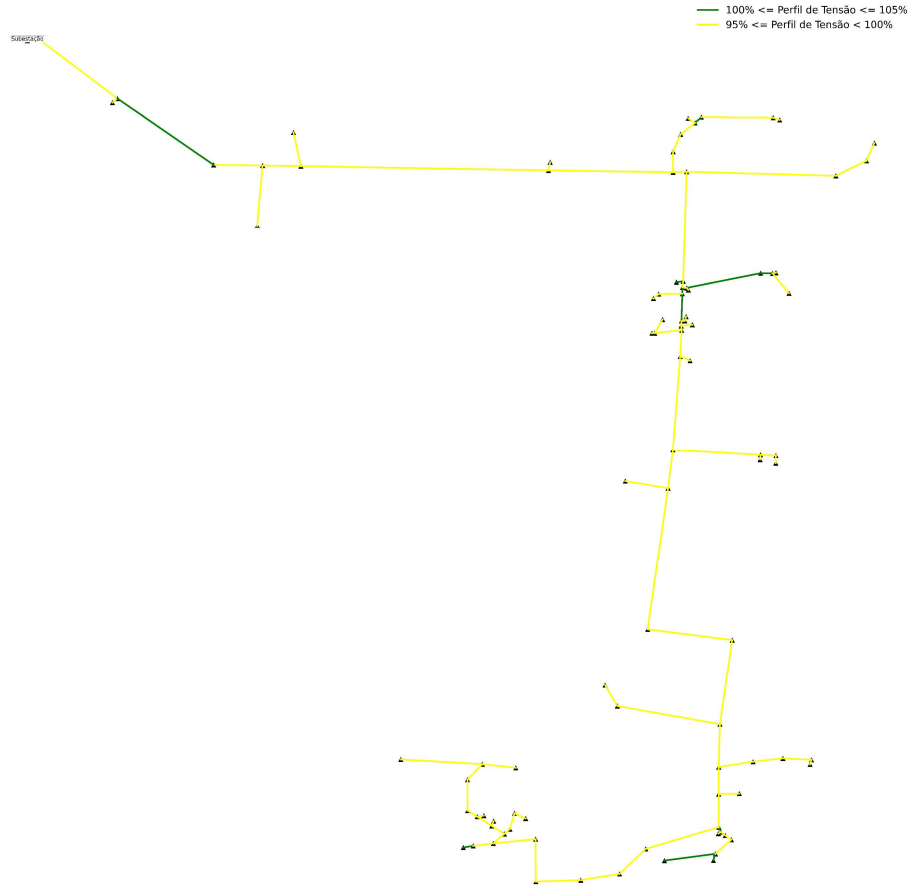 100% <= Perfil de Tensão <= 105%
95% <= Perfil de Tensão < 100%
Subestação